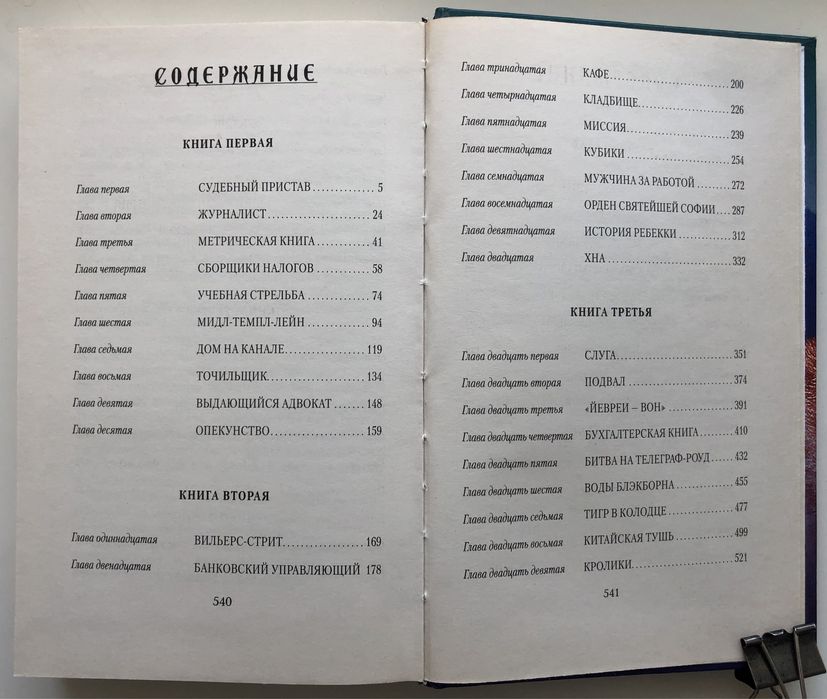 СОДЕРЖАНИЕ
КНИГА ПЕРВАЯ
Глава первая СУДЕБНЫЙ ПРИСТАВ.............. 5
Глава вторая ЖУРНАЛИСТ....................... 24
Глава третья МЕТРИЧЕСКАЯ КНИГА............ 41
Глава четвертая СБОРЩИКИ НАЛОГОВ............ 58
Глава пятая УЧЕБНАЯ СТРЕЛЬБА.............. 74
Глава шестая МИДЛ-ТЕМПЛ-ЛЕЙН.............. 94
Глава седьмая ДОМ НА КАНАЛЕ.................. 119
Глава восьмая ТОЧИЛЬЩИК..................... 134
Глава девятая ВЫДАЮЩИЙСЯ АДВОКАТ....... 148
Глава десятая ОПЕКУНСТВО..................... 159
КНИГА ВТОРАЯ
Глава одиннадцатая ВИЛЬЕРС-СТРИТ.................. 169
Глава двенадцатая БАНКОВСКИЙ УПРАВЛЯЮЩИЙ 178
540
Глава тринадцатая КАФЕ............................. 200
Глава четырнадцатая КЛАДБИЩЕ...................... 226
Глава пятнадцатая МИССИЯ......................... 239
Глава шестнадцатая КУБИКИ......................... 254
Глава семнадцатая МУЖЧИНА ЗА РАБОТОЙ......... 272
Глава восемнадцатая ОРДЕН СВЯТЕЙШЕЙ СОФИИ.... 287
Глава девятнадцатая ИСТОРИЯ РЕБЕККИ............. 312
Глава двадцатая ХНА.............................. 332
КНИГА ТРЕТЬЯ
Глава двадцать первая СЛУГА........................... 351
Глава двадцать вторая ПОДВАЛ......................... 374
Глава двадцать третья «ЙЕВРЕИ – ВОН»................ 391
Глава двадцать четвертая БУХГАЛТЕРСКАЯ КНИГА......... 410
Глава двадцать пятая БИТВА НА ТЕЛЕГРАФ-РОУД...... 432
Глава двадцать шестая ВОДЫ БЛЭКБОРНА.............. 455
Глава двадцать седьмая ТИГР В КОЛОДЦЕ................ 477
Глава двадцать восьмая КИТАЙСКАЯ ТУШЬ.............. 499
Глава двадцать девятая КРОЛИКИ........................ 521
541